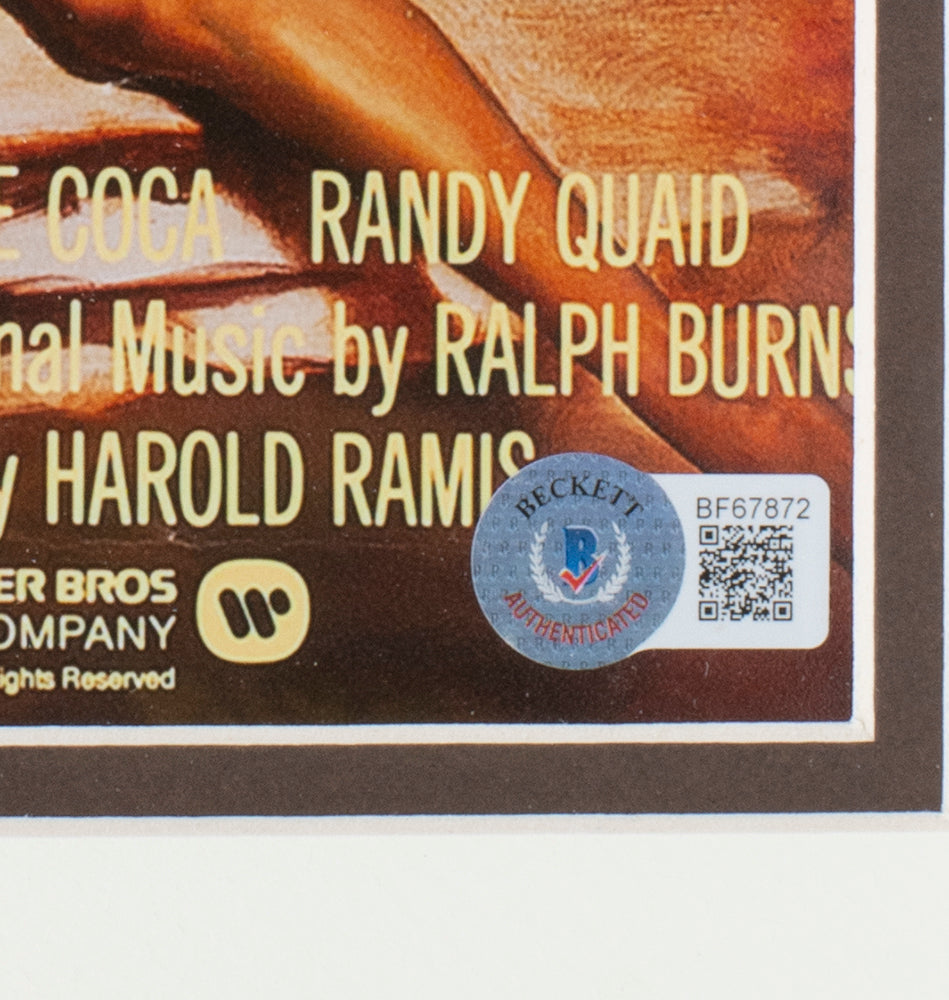 E COCA RANDY QUAID
nal Music by RALPH BURNS
y HAROLD RAMIS
ER BROS
OMPANY
ights Reserved
BECKETT
B
AUTHENTICATED
BF67872